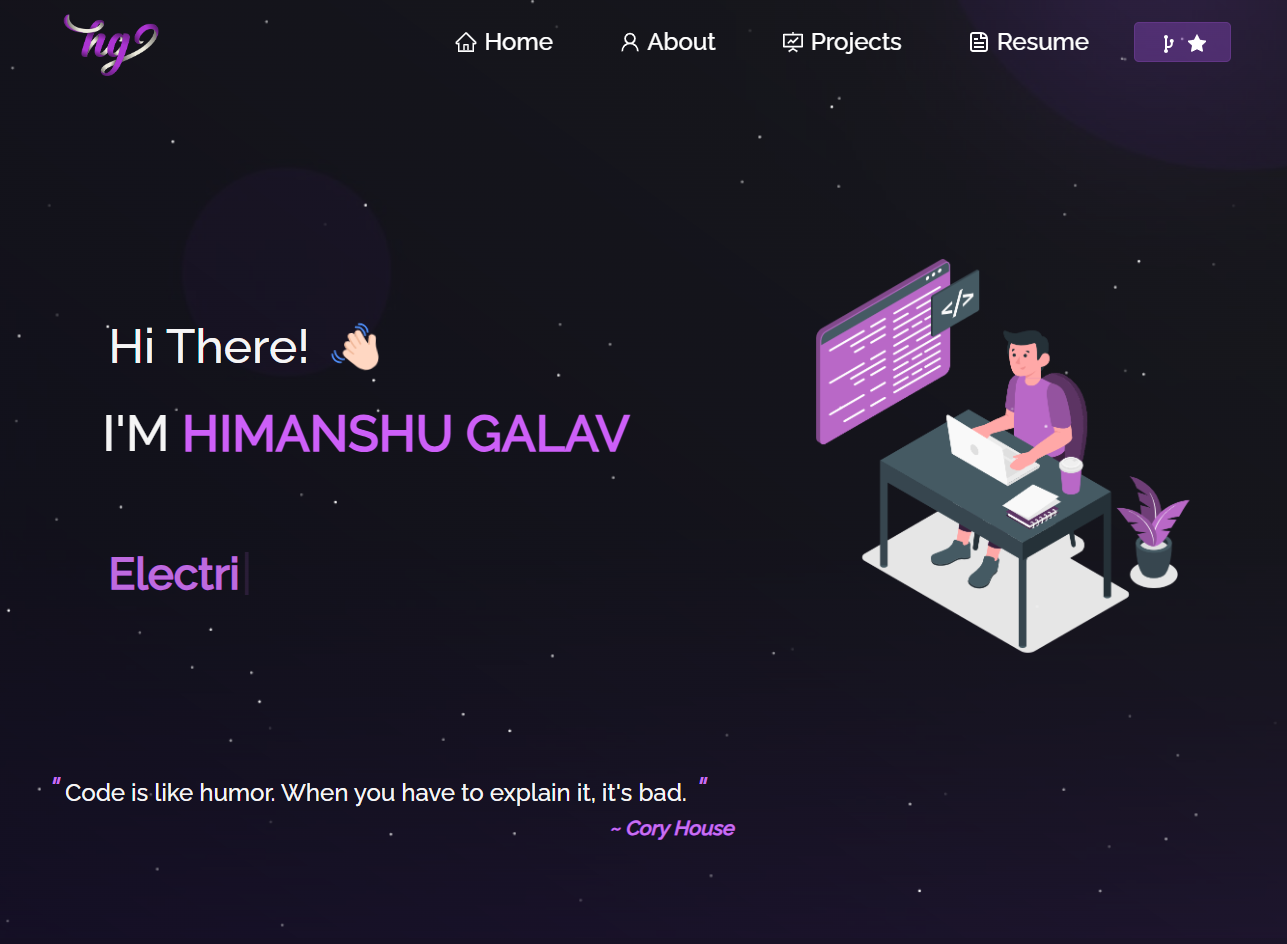 hg
Home About Projects Resume
Hi There! 👋🏻
I'M HIMANSHU GALAV
</>
Electri
" Code is like humor. When you have to explain it, it's bad. "
~ Cory House